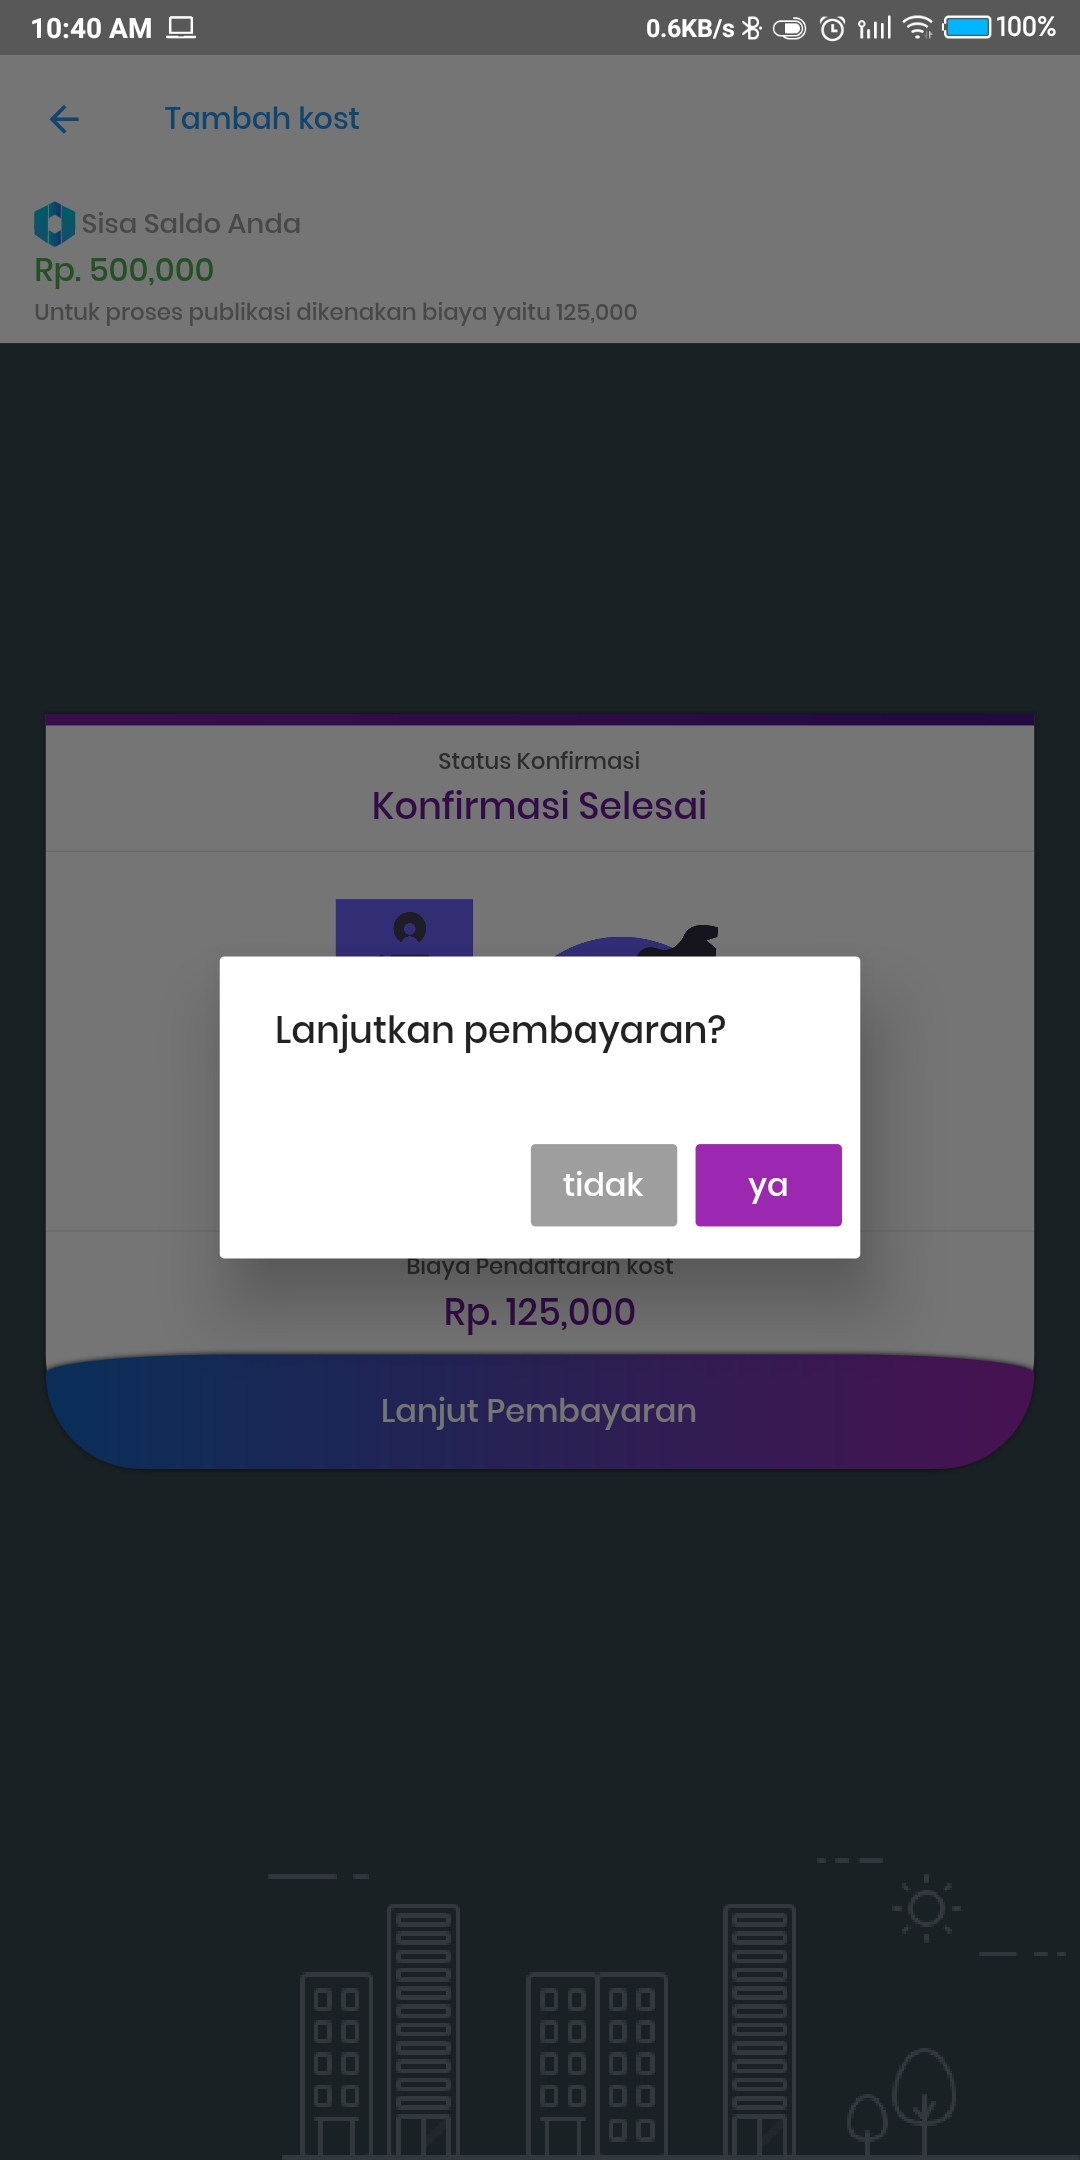 10:40 AM 0.6KB/s 100%
Tambah kost
Sisa Saldo Anda
Rp. 500,000
Untuk proses publikasi dikenakan biaya yaitu 125,000
Status Konfirmasi
Konfirmasi Selesai
Lanjutkan pembayaran?
tidak ya
Biaya Pendaftaran kost
Rp. 125,000
Lanjut Pembayaran